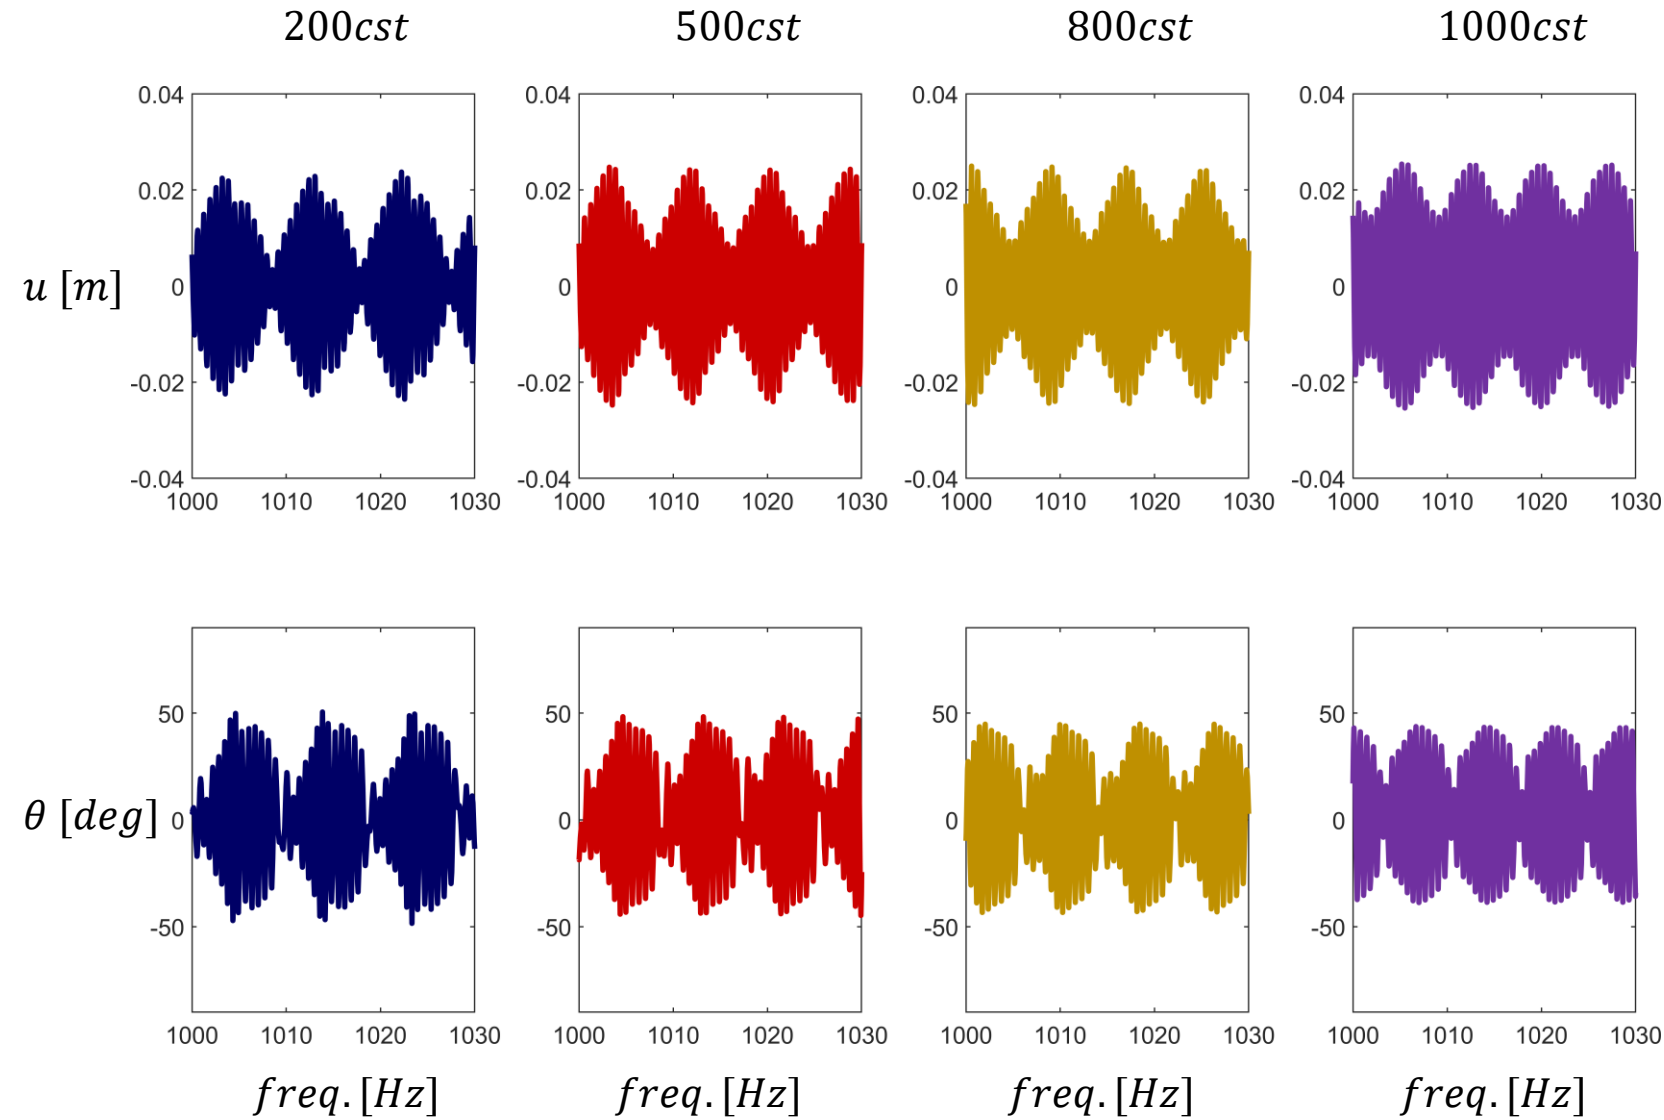 200cst 500cst 800cst 1000cst
0.04 0.04 0.04 0.04
0.02 0.02 0.02 0.02
u [m] 0 0 0 0
-0.02 -0.02 -0.02 -0.02
-0.04 -0.04 -0.04 -0.04
1000 1010 1020 1030 1000 1010 1020 1030 1000 1010 1020 1030 1000 1010 1020 1030
50 50 50 50
θ [deg] 0 0 0 0
-50 -50 -50 -50
1000 1010 1020 1030 1000 1010 1020 1030 1000 1010 1020 1030 1000 1010 1020 1030
freq. [Hz] freq. [Hz] freq. [Hz] freq. [Hz]